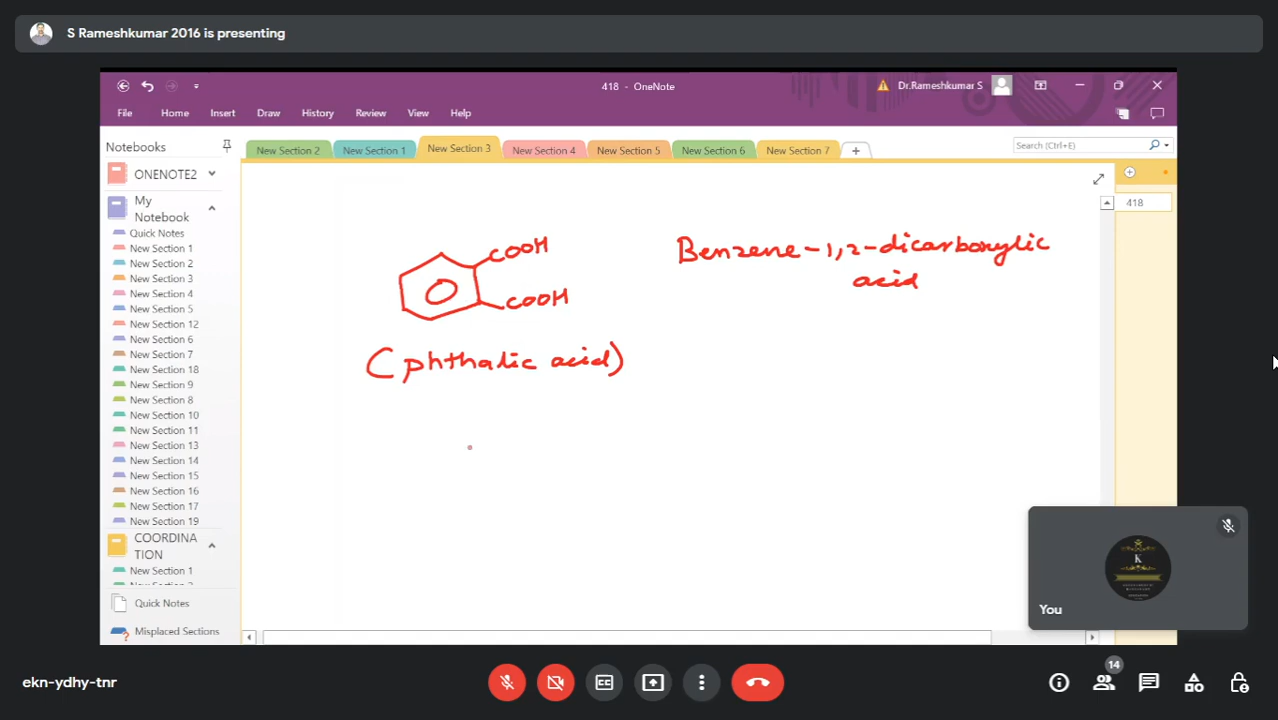 S Rameshkumar 2016 is presenting
418 - OneNote
Dr.Rameshkumar S
File Home Insert Draw History Review View Help
Notebooks
New Section 2 New Section 1 New Section 3 New Section 4 New Section 5 New Section 6 New Section 7 +
Search (Ctrl+E)
ONENOTE2
My
Notebook
Quick Notes
New Section 1
New Section 2
New Section 3
New Section 4
New Section 5
New Section 12
New Section 6
New Section 7
New Section 18
New Section 9
New Section 8
New Section 10
New Section 11
New Section 13
New Section 14
New Section 15
New Section 16
New Section 17
New Section 19
COORDINA
TION
New Section 1
Quick Notes
Misplaced Sections
418
COOH
COOH
(phthalic acid)
Benzene-1,2-dicarboxylic
acid
K
You
ekn-ydhy-tnr
CC
14